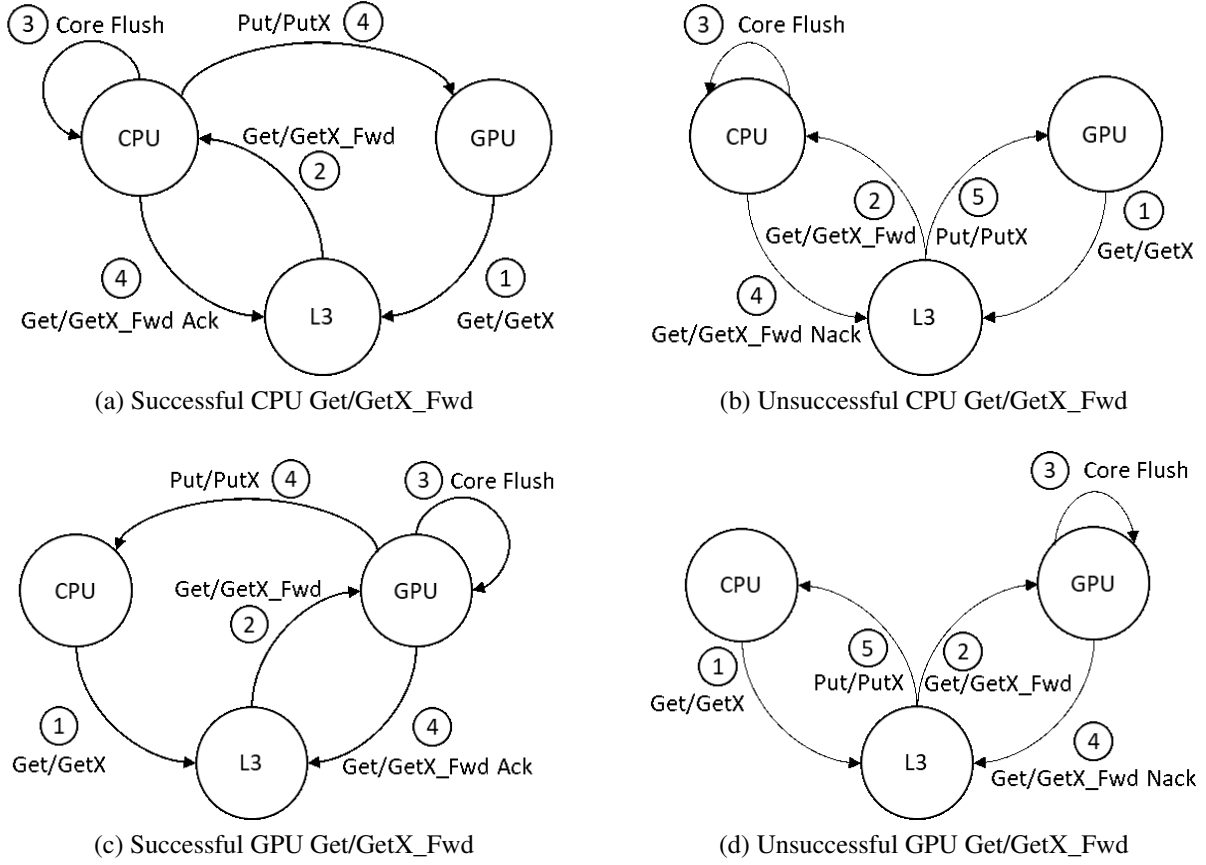 3 Core Flush
Put/PutX 4
CPU
GPU
Get/GetX_Fwd
2
4
Get/GetX_Fwd Ack
L3
1
Get/GetX
(a) Successful CPU Get/GetX_Fwd
3 Core Flush
CPU
GPU
2
Get/GetX_Fwd
5
Put/PutX
1
Get/GetX
4
Get/GetX_Fwd Nack
L3
(b) Unsuccessful CPU Get/GetX_Fwd
Put/PutX 4
3 Core Flush
CPU
GPU
Get/GetX_Fwd
2
1
Get/GetX
L3
4
Get/GetX_Fwd Ack
(c) Successful GPU Get/GetX_Fwd
3 Core Flush
CPU
GPU
1
Get/GetX
5
Put/PutX
2
Get/GetX_Fwd
L3
4
Get/GetX_Fwd Nack
(d) Unsuccessful GPU Get/GetX_Fwd